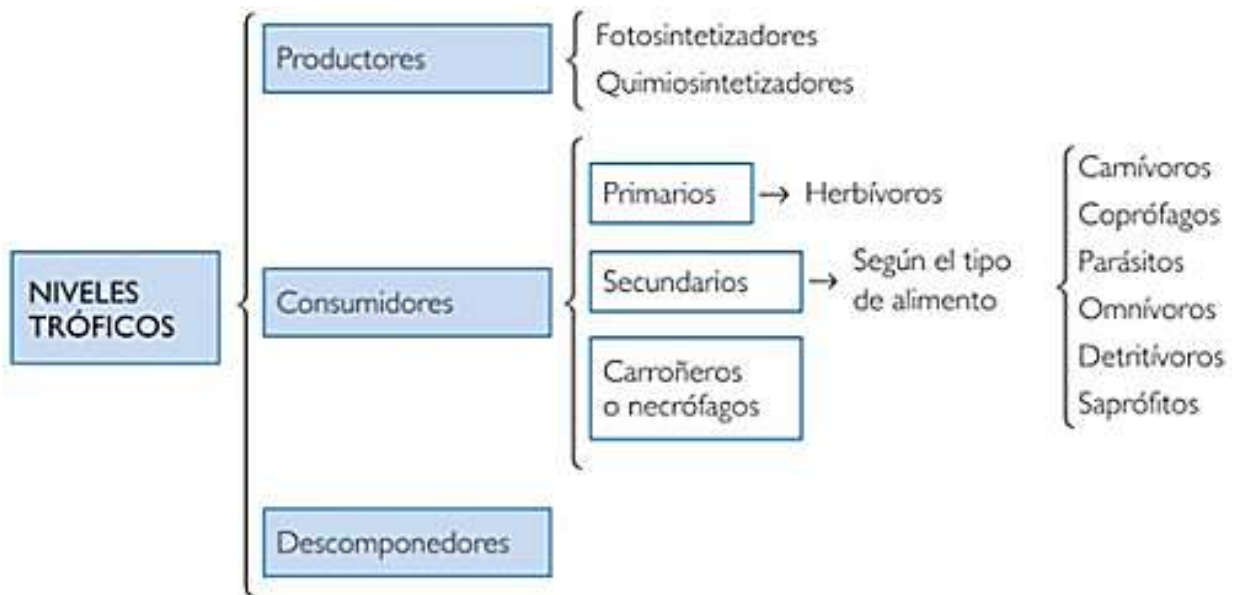 NIVELES
TRÓFICOS
Productores
Fotosintetizadores
Quimiosintetizadores
Consumidores
Primarios
→ Herbívoros
Secundarios
→ Según el tipo
de alimento
Carnívoros
Coprófagos
Parásitos
Omnívoros
Detritívoros
Saprófitos
Carroñeros
o necrófagos
Descomponedores